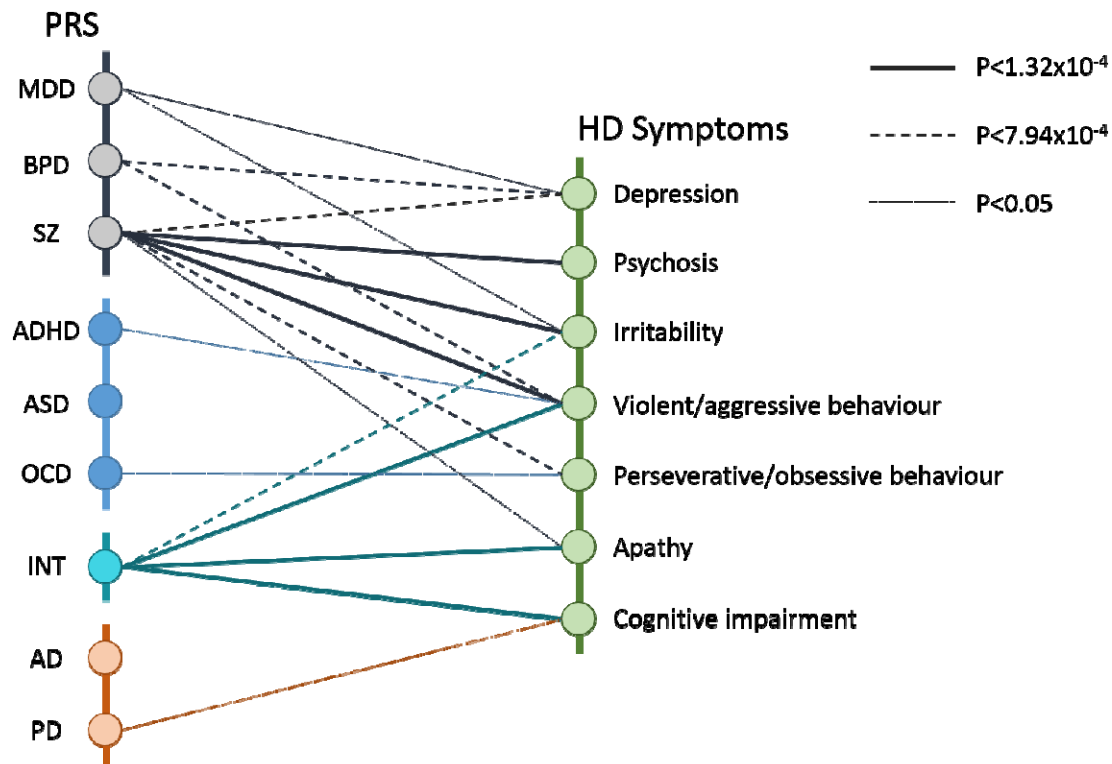 PRS
MDD
BPD
SZ
ADHD
ASD
OCD
INT
AD
PD
HD Symptoms
Depression
Psychosis
Irritability
Violent/aggressive behaviour
Perseverative/obsessive behaviour
Apathy
Cognitive impairment
P<1.32x10⁻⁴
P<7.94x10⁻⁴
P<0.05